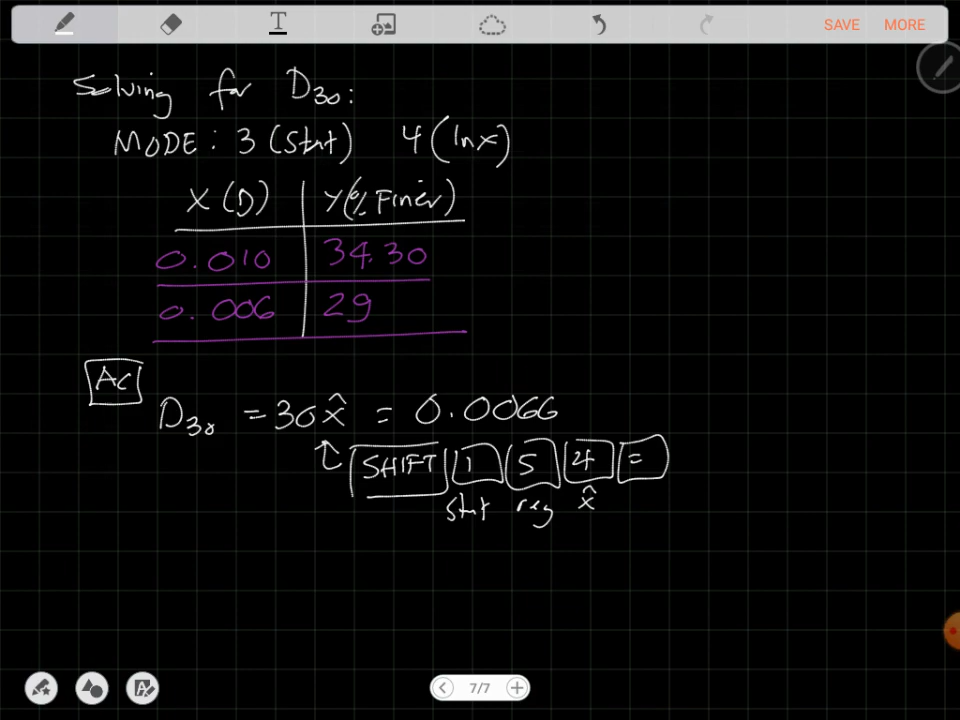 SAVE MORE
Solving for D30:
MODE: 3 (Stat) 4 (lnx)
X (D) Y(% Finer)
0.010 34.30
0.006 29
AC
D30 = 30x̂ = 0.0066
SHIFT 1 5 4 =
stat reg x̂
7/7